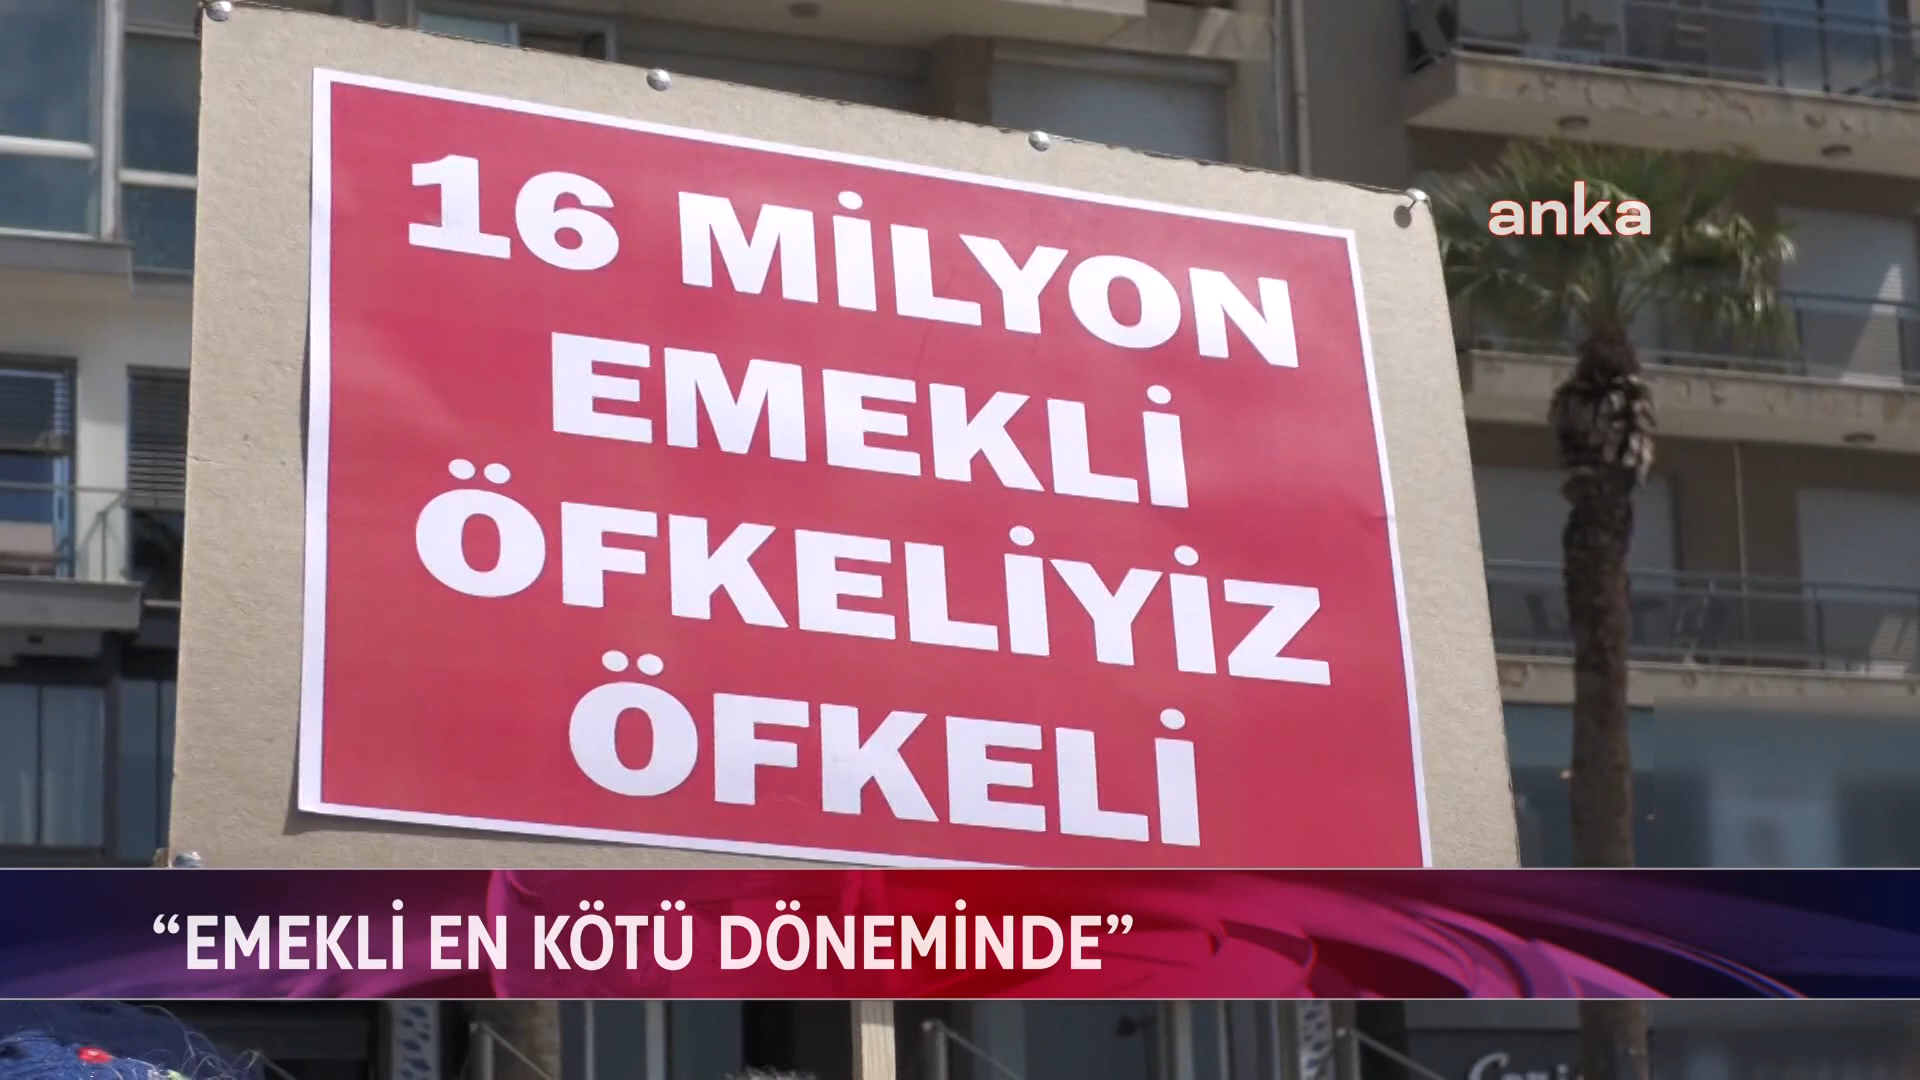 16 MİLYON
EMEKLİ
ÖFKELİYİZ
ÖFKELİ
anka
“EMEKLİ EN KÖTÜ DÖNEMİNDE”